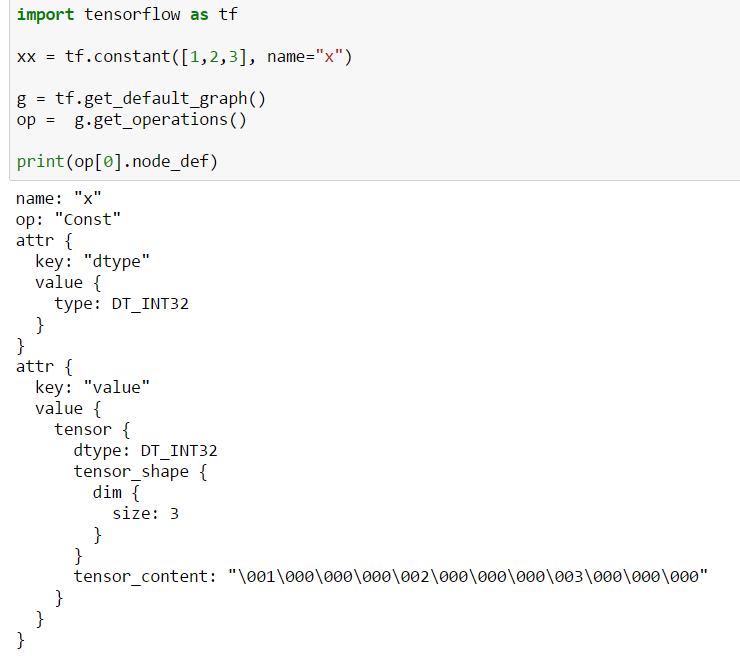 import tensorflow as tf
xx = tf.constant([1,2,3], name="x")
g = tf.get_default_graph()
op =  g.get_operations()
print(op[0].node_def)
name: "x"
op: "Const"
attr {
  key: "dtype"
  value {
    type: DT_INT32
  }
}
attr {
  key: "value"
  value {
    tensor {
      dtype: DT_INT32
      tensor_shape {
        dim {
          size: 3
        }
      }
      tensor_content: "\001\000\000\000\002\000\000\000\003\000\000\000"
    }
  }
}